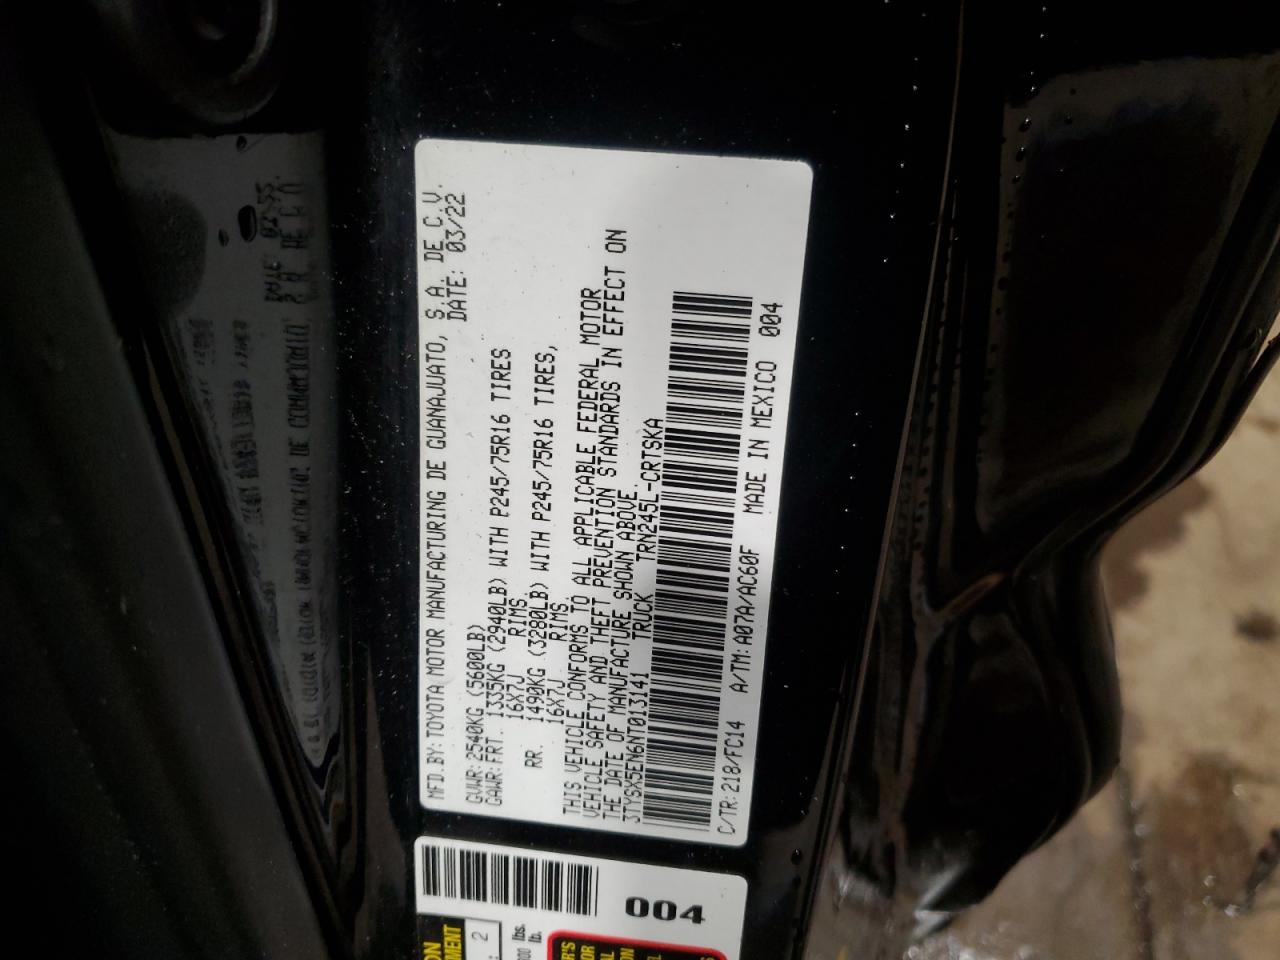 MFD.BY: TOYOTA MOTOR MANUFACTURING DE GUANAJUATO, S.A. DE C.V.
DATE: 03/22
GVWR: 2540KG (5600LB)
GAWR: FRT. 1335KG (2940LB) WITH P245/75R16 TIRES
16X7J RIMS,
RR. 1490KG (3280LB) WITH P245/75R16 TIRES,
16X7J RIMS.
THIS VEHICLE CONFORMS TO ALL APPLICABLE FEDERAL MOTOR
VEHICLE SAFETY AND THEFT PREVENTION STANDARDS IN EFFECT ON
THE DATE OF MANUFACTURE SHOWN ABOVE.
3TYSX5EN6NT013141 TRUCK TRN245L-CRTSKA
C/TR: 218/FC14 A/TM: A07A/AC60F MADE IN MEXICO 004
004
2
lbs.
lb.